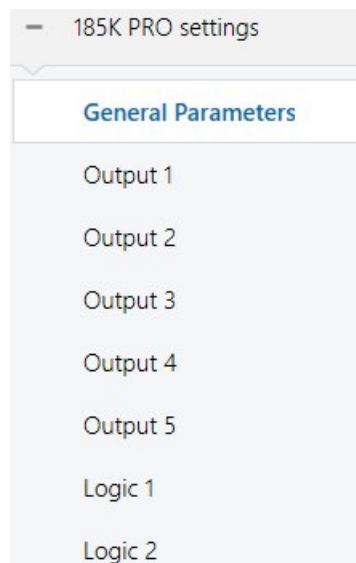 185K PRO settings
General Parameters
Output 1
Output 2
Output 3
Output 4
Output 5
Logic 1
Logic 2